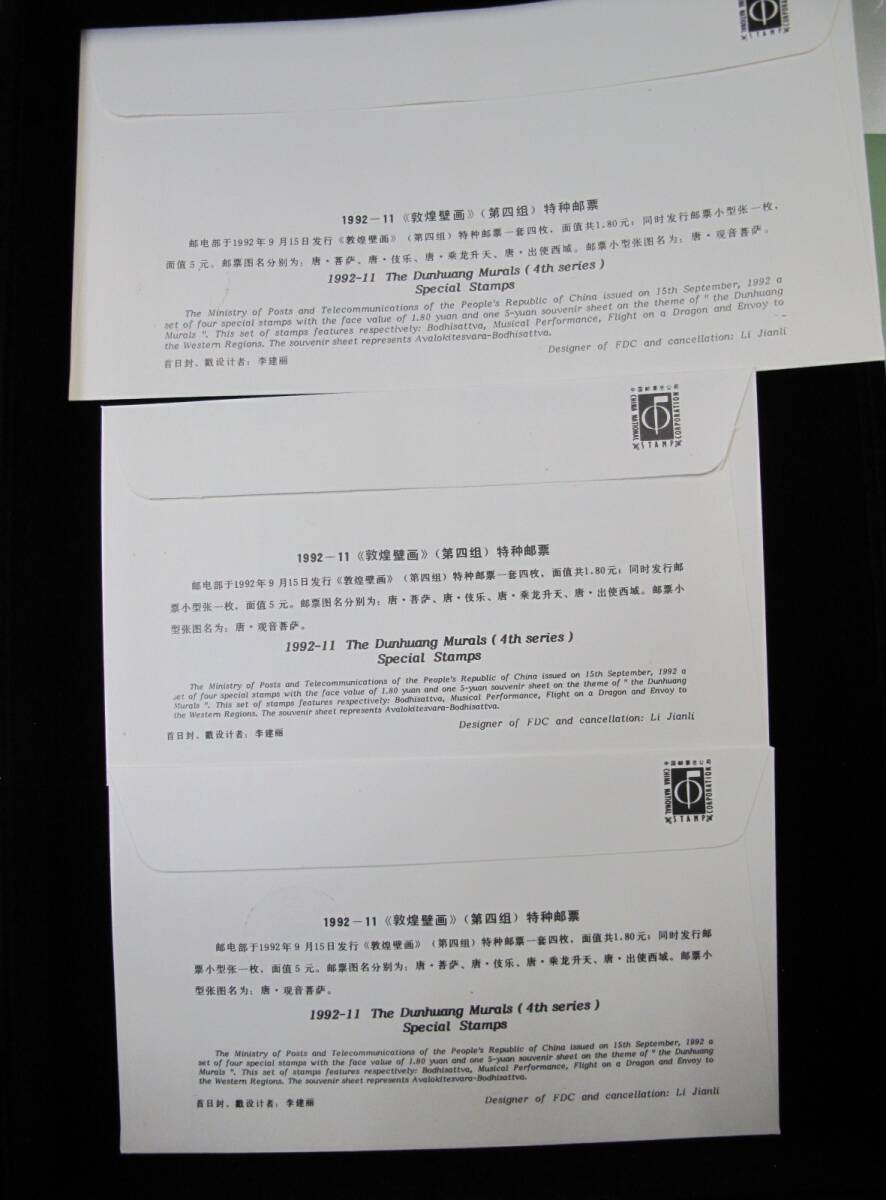 CHINA NATIONAL
STAMP
CORPORA
1992－11《敦煌壁画》（第四组）特种邮票
邮电部于1992年9月15日发行《敦煌壁画》（第四组）特种邮票一套四枚，面值共1.80元；同时发行邮票小型张一枚，
面值5元。邮票图名分别为：唐・菩萨、唐・伎乐、唐・乘龙升天、唐・出使西域。邮票小型张图名为：唐・观音菩萨。
1992-11 The Dunhuang Murals ( 4th series )
Special Stamps
The Ministry of Posts and Telecommunications of the People's Republic of China issued on 15th September, 1992 a
set of four special stamps with the face value of 1.80 yuan and one 5-yuan souvenir sheet on the theme of " the Dunhuang
Murals ". This set of stamps features respectively: Bodhisattva, Musical Performance, Flight on a Dragon and Envoy to
the Western Regions. The souvenir sheet represents Avalokitesvara-Bodhisattva.
首日封、戳设计者：李建丽
Designer of FDC and cancellation: Li Jianli
中国邮票总公司
CHINA NATIONAL
STAMP
CORPORATION
1992－11《敦煌壁画》（第四组）特种邮票
邮电部于1992年9月15日发行《敦煌壁画》（第四组）特种邮票一套四枚，面值共1.80元；同时发行邮
票小型张一枚，面值5元。邮票图名分别为：唐・菩萨、唐・伎乐、唐・乘龙升天、唐・出使西域。邮票小
型张图名为：唐・观音菩萨。
1992-11 The Dunhuang Murals ( 4th series )
Special Stamps
The Ministry of Posts and Telecommunications of the People's Republic of China issued on 15th September, 1992 a
set of four special stamps with the face value of 1.80 yuan and one 5-yuan souvenir sheet on the theme of " the Dunhuang
Murals ". This set of stamps features respectively: Bodhisattva, Musical Performance, Flight on a Dragon and Envoy to
the Western Regions. The souvenir sheet represents Avalokitesvara-Bodhisattva.
首日封、戳设计者：李建丽
Designer of FDC and cancellation: Li Jianli
中国邮票总公司
CHINA NATIONAL
STAMP
CORPORATION
1992－11《敦煌壁画》（第四组）特种邮票
邮电部于1992年9月15日发行《敦煌壁画》（第四组）特种邮票一套四枚，面值共1.80元；同时发行邮
票小型张一枚，面值5元。邮票图名分别为：唐・菩萨、唐・伎乐、唐・乘龙升天、唐・出使西域。邮票小
型张图名为：唐・观音菩萨。
1992-11 The Dunhuang Murals ( 4th series )
Special Stamps
The Ministry of Posts and Telecommunications of the People's Republic of China issued on 15th September, 1992 a
set of four special stamps with the face value of 1.80 yuan and one 5-yuan souvenir sheet on the theme of " the Dunhuang
Murals ". This set of stamps features respectively: Bodhisattva, Musical Performance, Flight on a Dragon and Envoy to
the Western Regions. The souvenir sheet represents Avalokitesvara-Bodhisattva.
首日封、戳设计者：李建丽
Designer of FDC and cancellation: Li Jianli